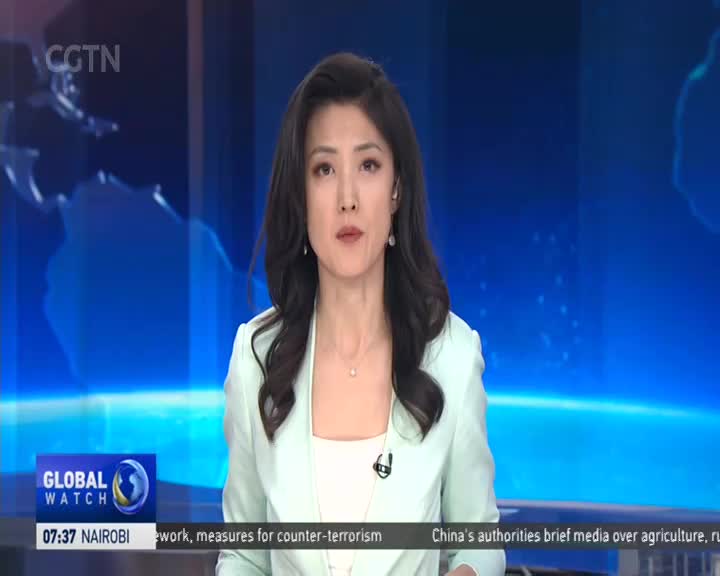 CGTN
GLOBAL
WATCH
07:37 NAIROBI
ework, measures for counter-terrorism China's authorities brief media over agriculture, ru